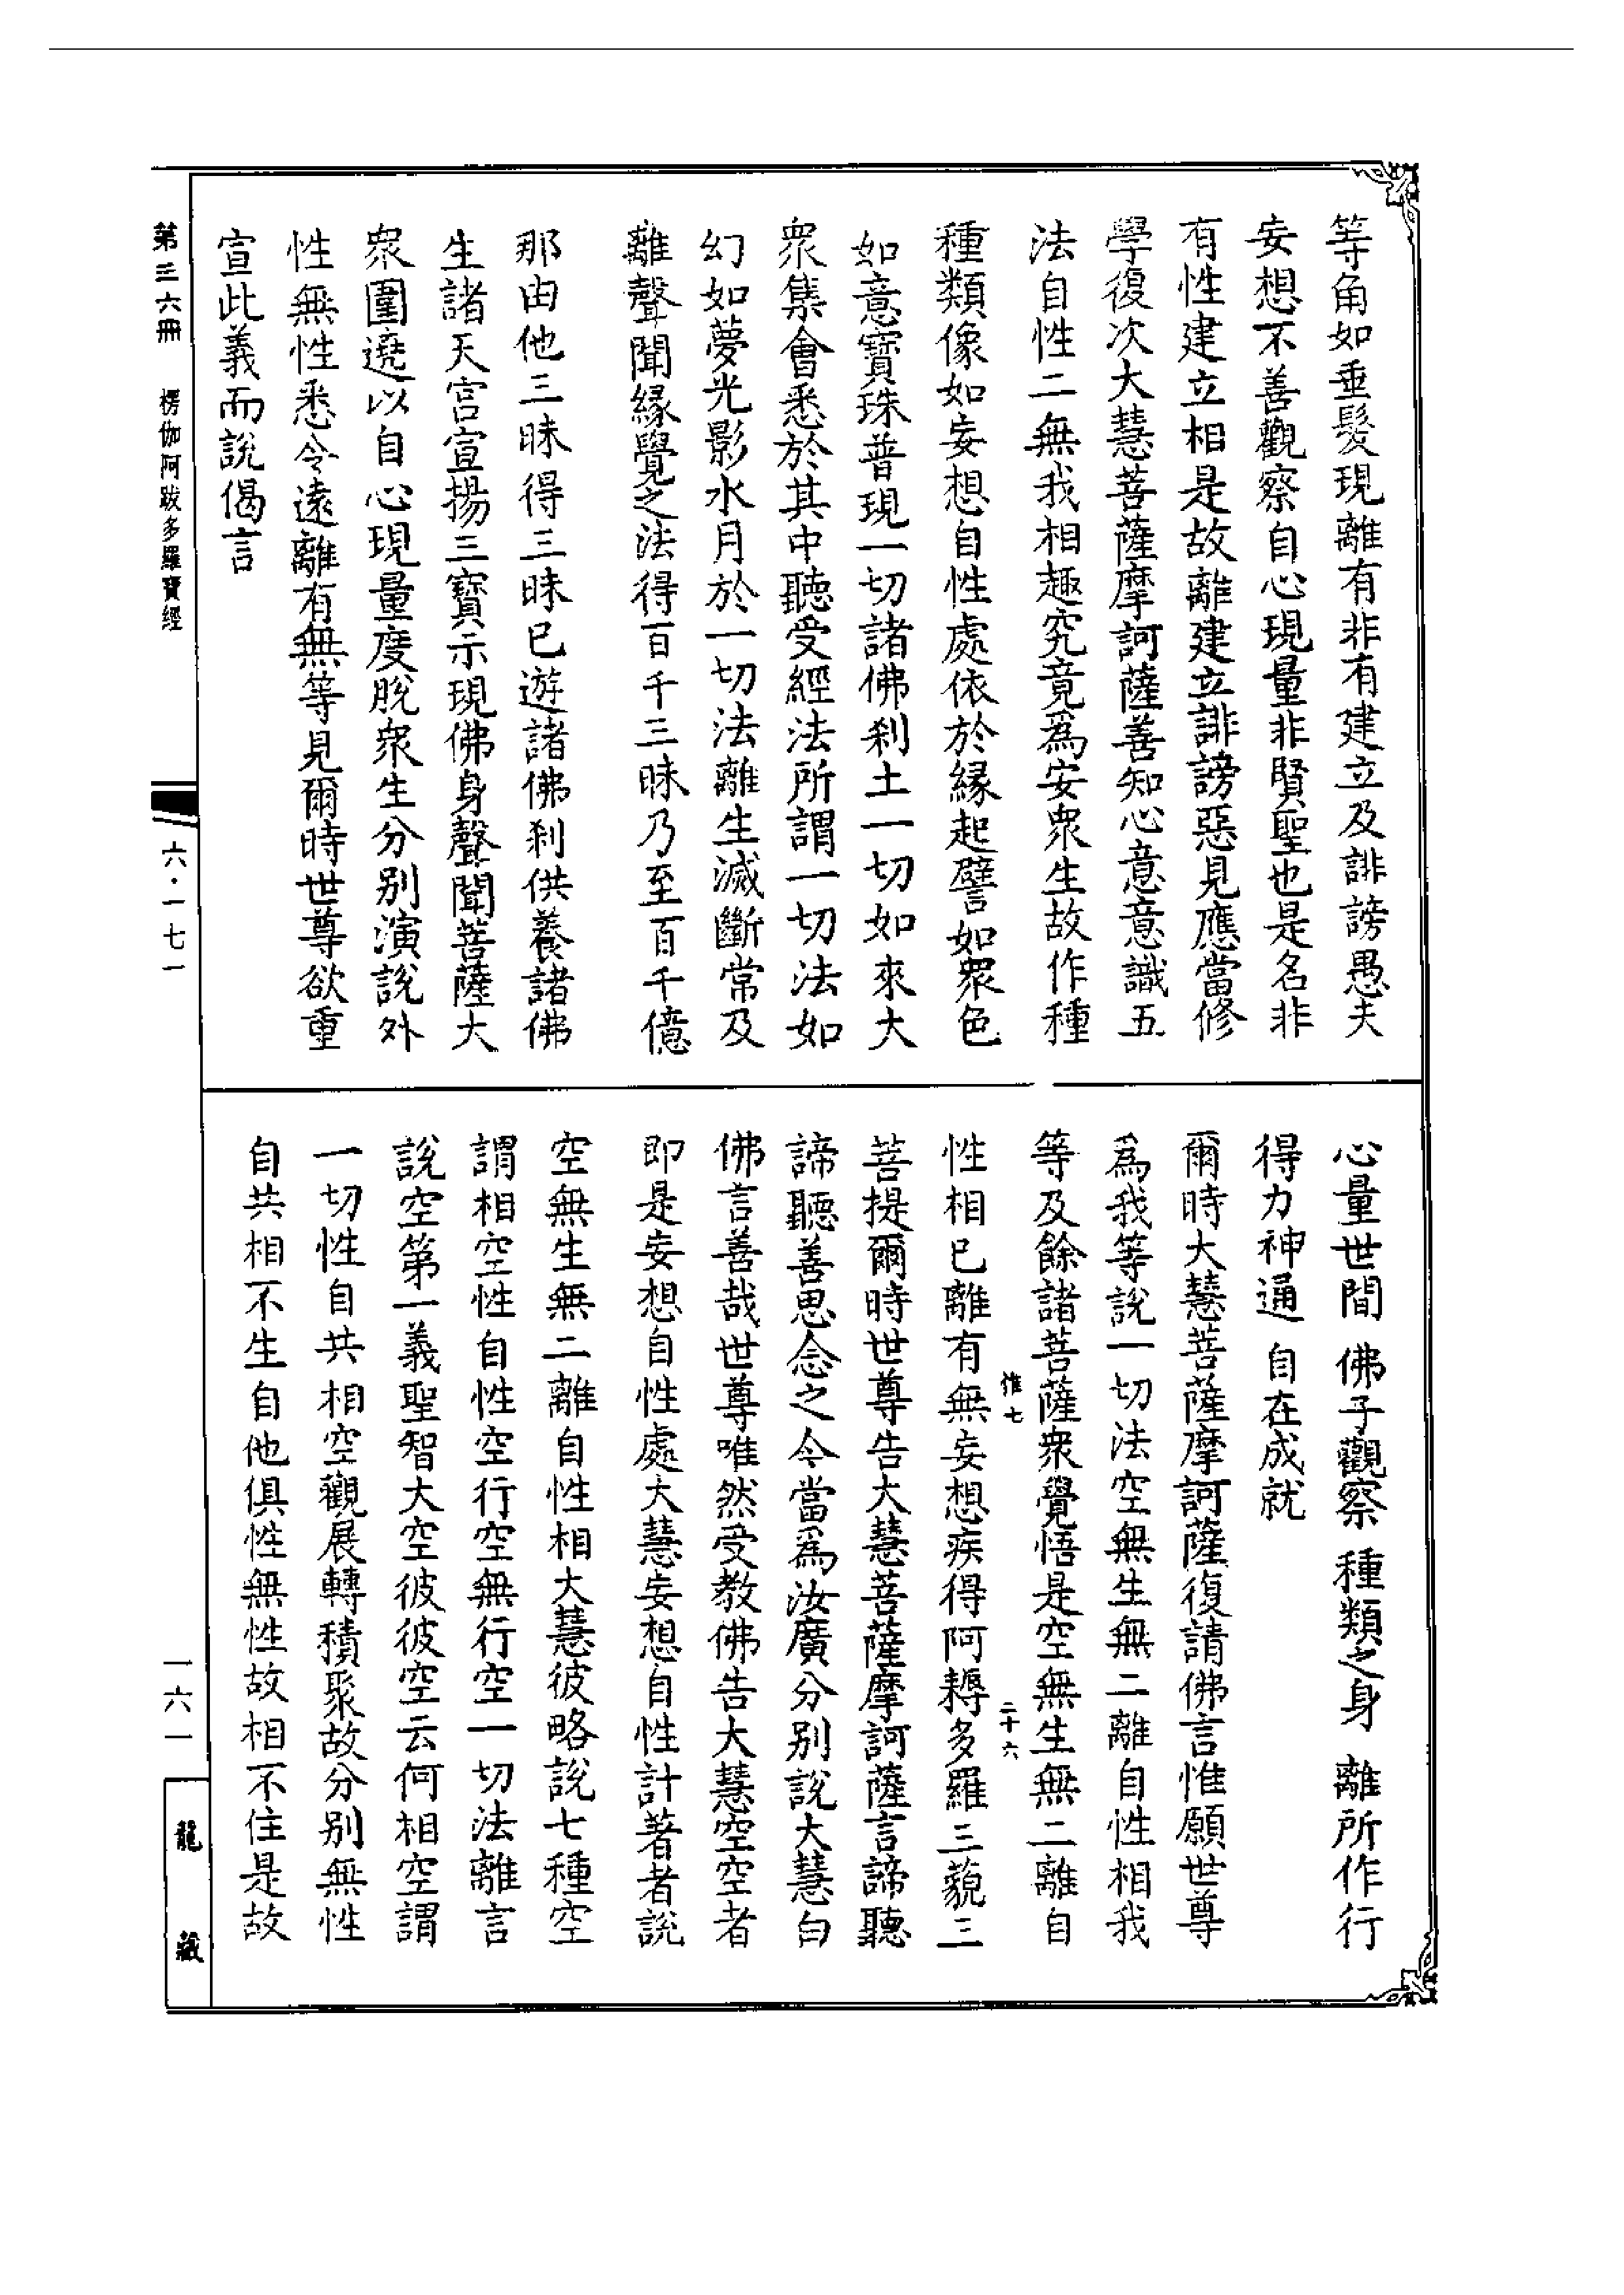 等角如垂髮現離有非有建立及誹謗愚夫
妄想不善觀察自心現量非賢聖也是名非
有性建立相是故離建立誹謗惡見應當修
學復次大慧菩薩摩訶薩善知心意意識五
法自性二無我相趣究竟爲安衆生故作種
種類像如妄想自性處依於緣起譬如衆色
如意寶珠普現一切諸佛刹土一切如來大
衆集會悉於其中聽受經法所謂一切法如
幻如夢光影水月於一切法離生滅斷常及
離聲聞緣覺之法得百千三昧乃至百千億
那由他三昧得三昧已遊諸佛刹供養諸佛
生諸天宮宣揚三寶示現佛身聲聞菩薩大
衆圍遶以自心現量度脫衆生分別演說外
性無性悉令遠離有無等見爾時世尊欲重
宣此義而說偈言
心量世間 佛子觀察 種類之身 離所作行
得力神通 自在成就
爾時大慧菩薩摩訶薩復請佛言惟願世尊
爲我等說一切法空無生無二離自性相我
等及餘諸菩薩衆覺悟是空無生無二離自
惟七 二十六
性相已離有無妄想疾得阿耨多羅三藐三
菩提爾時世尊告大慧菩薩摩訶薩言諦聽
諦聽善思念之今當爲汝廣分別說大慧白
佛言善哉世尊唯然受教佛告大慧空空者
即是妄想自性處大慧妄想自性計著者說
空無生無二離自性相大慧彼略說七種空
謂相空性自性空行空無行空一切法離言
說空第一義聖智大空彼彼空云何相空謂
一切性自共相空觀展轉積聚故分別無性
自共相不生自他俱性無性故相不住是故
第三六冊 楞伽阿跋多羅寶經
六·一七一
一六一
龍藏